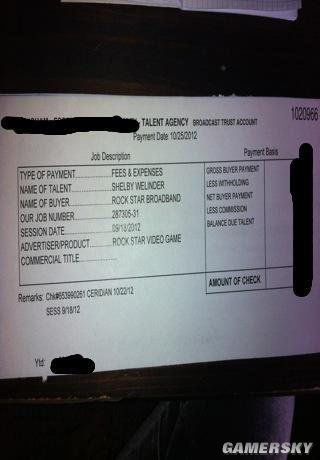 TALENT AGENCY BROADCAST TRUST ACCOUNT
1020966
Payment Date 10/25/2012
Job Description
Payment Basis
TYPE OF PAYMENT..........FEES & EXPENSES
NAME OF TALENT..........SHELBY WELINDER
NAME OF BUYER..........ROCK STAR BROADBAND
OUR JOB NUMBER..........287305-31
SESSION DATE..........09/18/2012
ADVERTISER/PRODUCT..........ROCK STAR VIDEO GAME
COMMERCIAL TITLE..........
GROSS BUYER PAYMENT
LESS WITHHOLDING
NET BUYER PAYMENT
LESS COMMISSION
BALANCE DUE TALENT
AMOUNT OF CHECK
Remarks: Chk#653990261 CERIDIAN 10/22/12
SESS 9/18/12
Ytd:
GAMERSKY